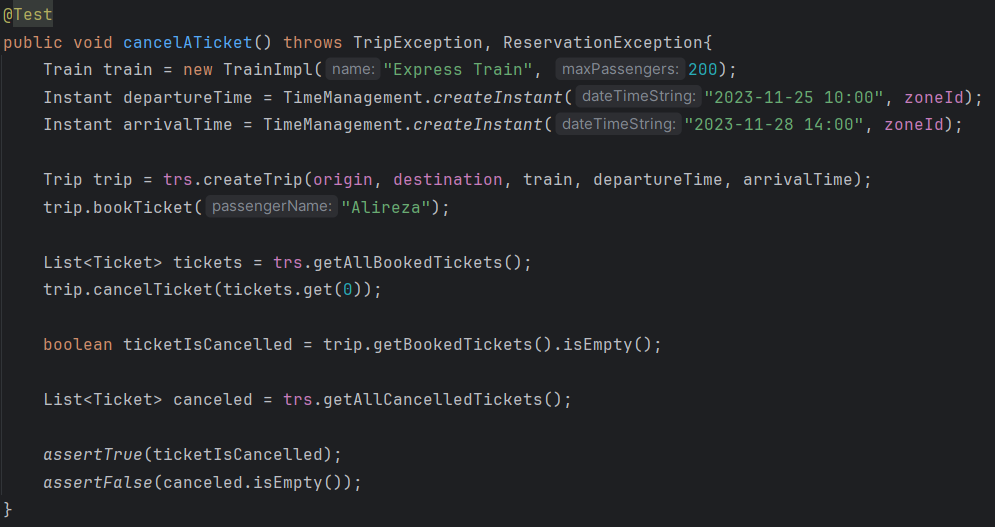 @Test
public void cancelATicket() throws TripException, ReservationException{
Train train = new TrainImpl( name: "Express Train", maxPassengers: 200);
Instant departureTime = TimeManagement.createInstant( dateTimeString: "2023-11-25 10:00", zoneId);
Instant arrivalTime = TimeManagement.createInstant( dateTimeString: "2023-11-28 14:00", zoneId);
Trip trip = trs.createTrip(origin, destination, train, departureTime, arrivalTime);
trip.bookTicket( passengerName: "Alireza");
List<Ticket> tickets = trs.getAllBookedTickets();
trip.cancelTicket(tickets.get(0));
boolean ticketIsCancelled = trip.getBookedTickets().isEmpty();
List<Ticket> canceled = trs.getAllCancelledTickets();
assertTrue(ticketIsCancelled);
assertFalse(canceled.isEmpty());
}